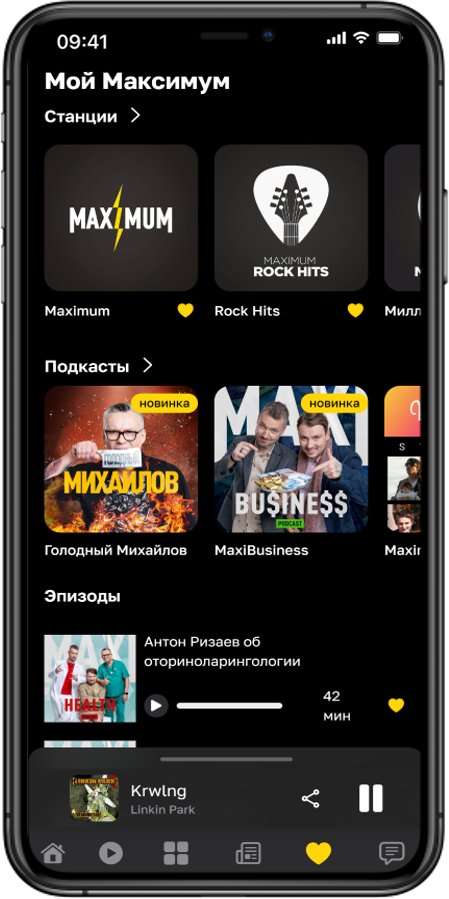 09:41
Мой Максимум
Станции
MAXIMUM
MAXIMUM
ROCK HITS
Maximum
Rock Hits
Милл
Подкасты
новинка
ГОЛОДНЫЙ
МИХАЙЛОВ
новинка
MAXI
BU$INE$$
PODCAST
S
Голодный Михайлов
MaxiBusiness
Maxin
Эпизоды
MAXI
HEALTH
Антон Ризаев об
оториноларингологии
42
мин
Krwlng
Linkin Park